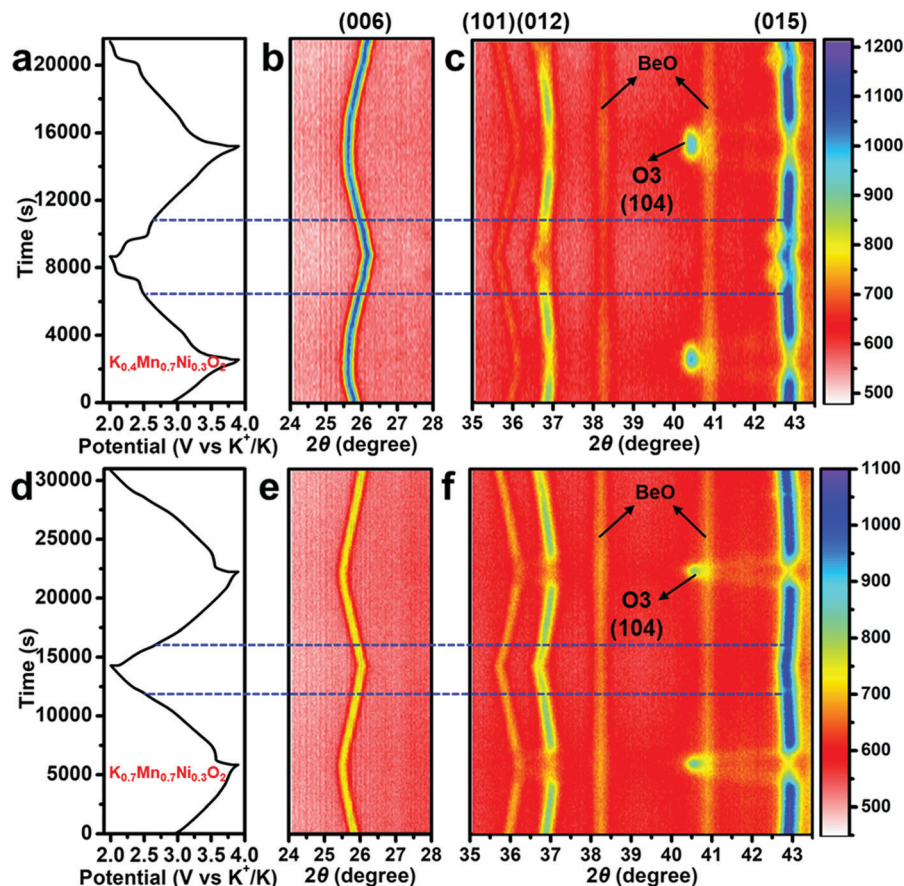 (006) (101) (012) (015)
a b c
20000 16000 12000 8000 4000 0
Time (s)
K0.4Mn0.7Ni0.3O2
BeO
O3
(104)
1200
1100
1000
900
800
700
600
500
2.0 2.5 3.0 3.5 4.0 24 25 26 27 28 35 36 37 38 39 40 41 42 43
Potential (V vs K+/K) 2θ (degree) 2θ (degree)
d e f
30000 25000 20000 15000 10000 5000 0
Time (s)
K0.7Mn0.7Ni0.3O2
BeO
O3
(104)
1100
1000
900
800
700
600
500
2.0 2.5 3.0 3.5 4.0 24 25 26 27 28 35 36 37 38 39 40 41 42 43
Potential (V vs K+/K) 2θ (degree) 2θ (degree)